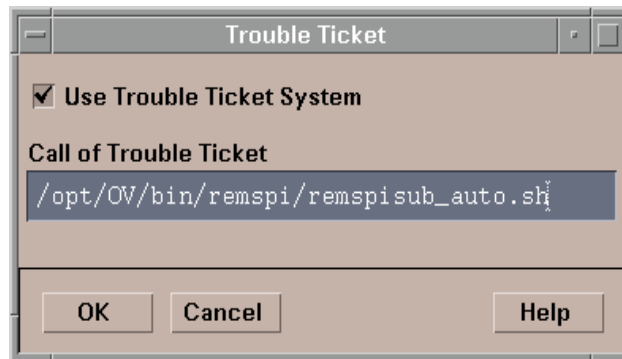 Trouble Ticket
Use Trouble Ticket System
Call of Trouble Ticket
/opt/OV/bin/remspi/remspisub_auto.sh
OK Cancel Help